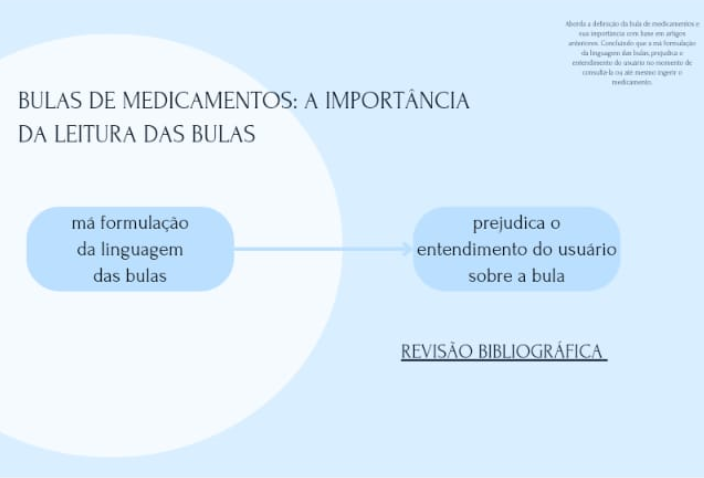 Aborda a definição da bula de medicamentos e
sua importância com base em artigos
anteriores. Concluindo que a má formulação
da linguagem das bulas, prejudica o
entendimento do usuário no momento de
consulta-la ou até mesmo ingerir o
medicamento.
BULAS DE MEDICAMENTOS: A IMPORTÂNCIA
DA LEITURA DAS BULAS
má formulação
da linguagem
das bulas
prejudica o
entendimento do usuário
sobre a bula
REVISÃO BIBLIOGRÁFICA